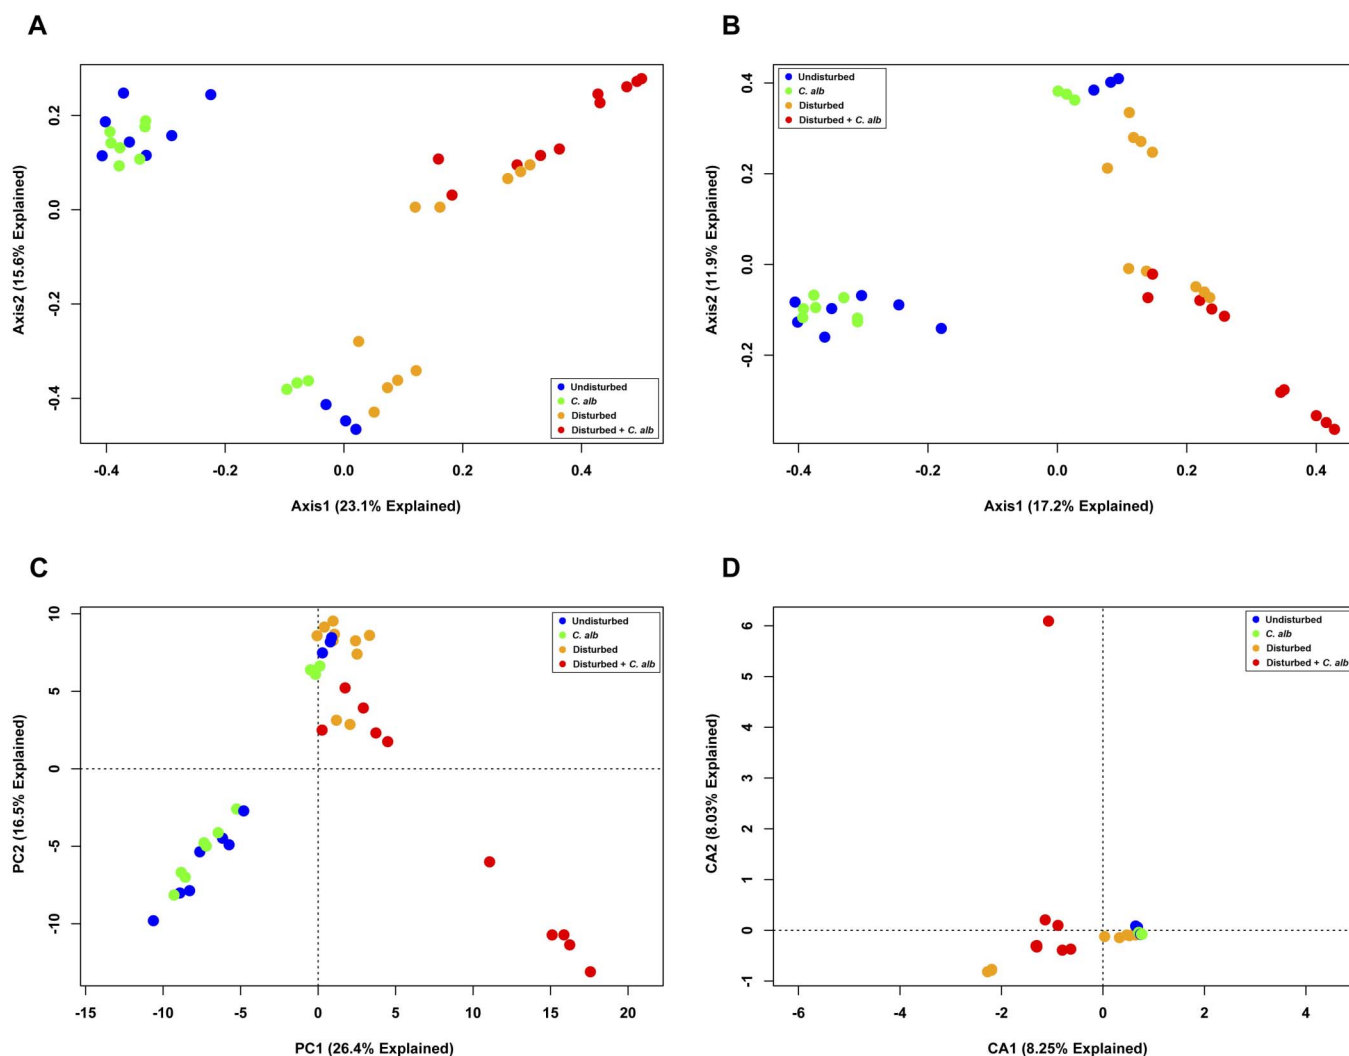 A
0.2
0.0
-0.2
-0.4
Axis2 (15.6% Explained)
Undisturbed
C. alb
Disturbed
Disturbed + C. alb
-0.4 -0.2 0.0 0.2 0.4
Axis1 (23.1% Explained)
B
0.4
0.2
0.0
-0.2
Axis2 (11.9% Explained)
Undisturbed
C. alb
Disturbed
Disturbed + C. alb
-0.4 -0.2 0.0 0.2 0.4
Axis1 (17.2% Explained)
C
10
5
0
-5
-10
PC2 (16.5% Explained)
Undisturbed
C. alb
Disturbed
Disturbed + C. alb
-15 -10 -5 0 5 10 15 20
PC1 (26.4% Explained)
D
6
5
4
3
2
1
0
-1
CA2 (8.03% Explained)
Undisturbed
C. alb
Disturbed
Disturbed + C. alb
-6 -4 -2 0 2 4
CA1 (8.25% Explained)